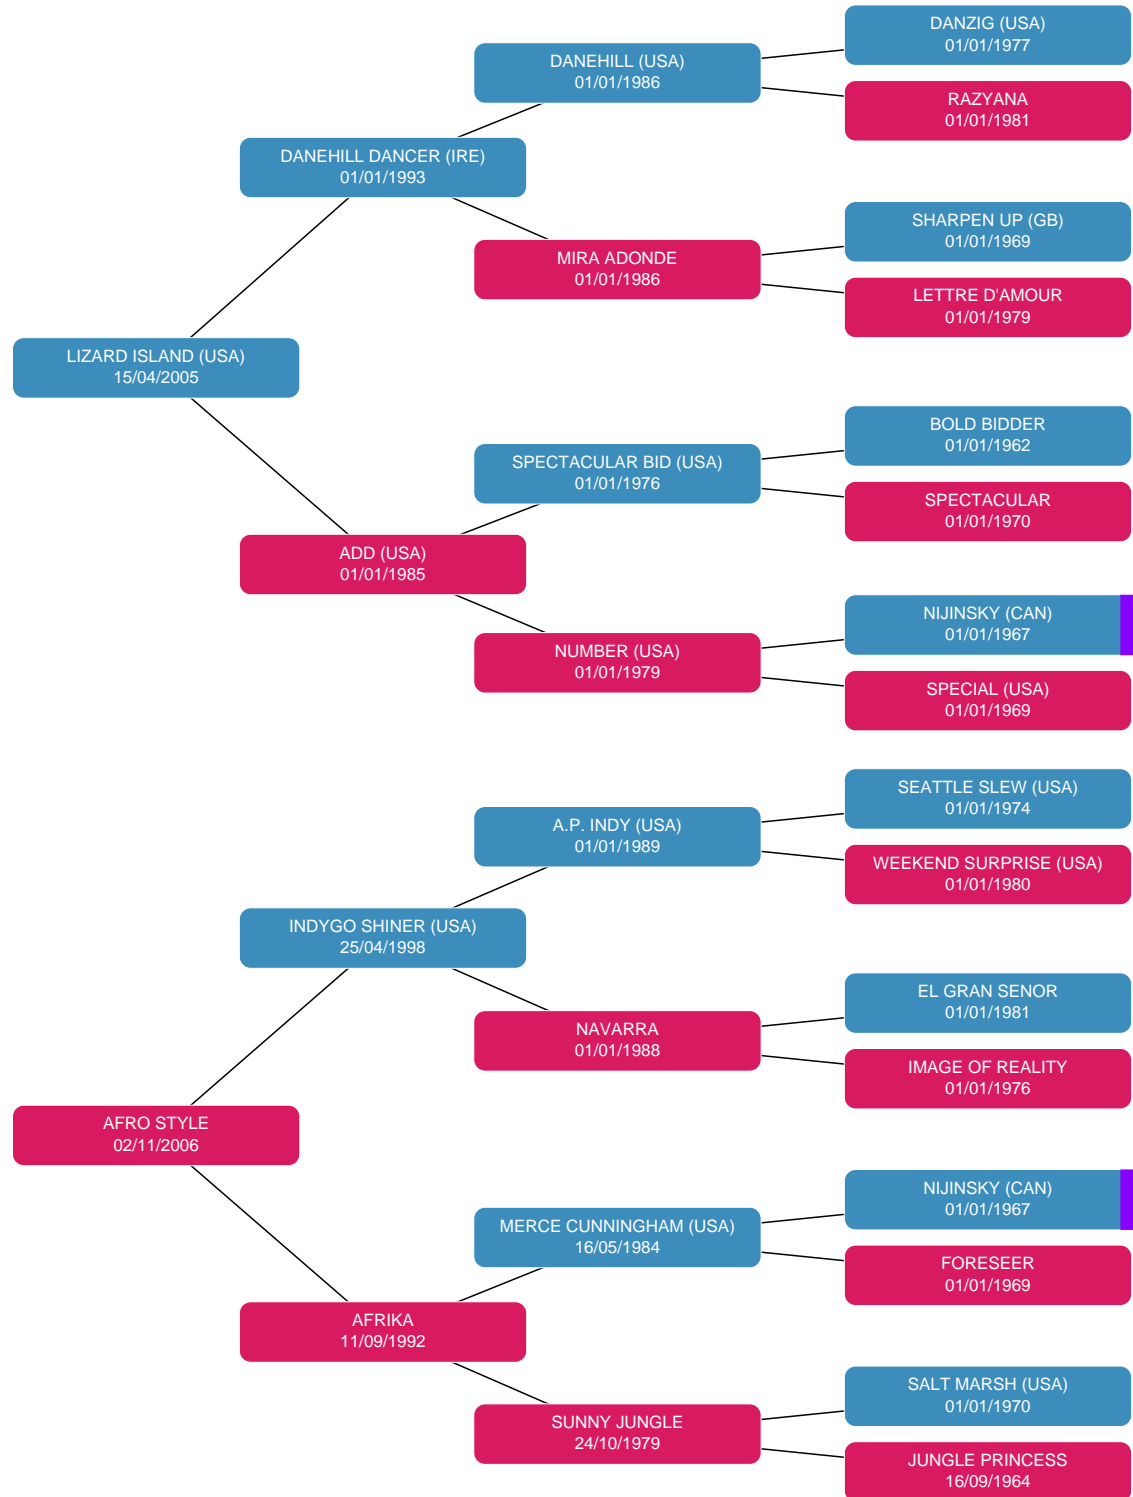 DANZIG (USA)
01/01/1977
DANEHILL (USA)
01/01/1986
RAZYANA
01/01/1981
DANEHILL DANCER (IRE)
01/01/1993
SHARPEN UP (GB)
01/01/1969
MIRA ADONDE
01/01/1986
LETTRE D'AMOUR
01/01/1979
LIZARD ISLAND (USA)
15/04/2005
BOLD BIDDER
01/01/1962
SPECTACULAR BID (USA)
01/01/1976
SPECTACULAR
01/01/1970
ADD (USA)
01/01/1985
NIJINSKY (CAN)
01/01/1967
NUMBER (USA)
01/01/1979
SPECIAL (USA)
01/01/1969
SEATTLE SLEW (USA)
01/01/1974
A.P. INDY (USA)
01/01/1989
WEEKEND SURPRISE (USA)
01/01/1980
INDYGO SHINER (USA)
25/04/1998
EL GRAN SENOR
01/01/1981
NAVARRA
01/01/1988
IMAGE OF REALITY
01/01/1976
AFRO STYLE
02/11/2006
NIJINSKY (CAN)
01/01/1967
MERCE CUNNINGHAM (USA)
16/05/1984
FORESEER
01/01/1969
AFRIKA
11/09/1992
SALT MARSH (USA)
01/01/1970
SUNNY JUNGLE
24/10/1979
JUNGLE PRINCESS
16/09/1964